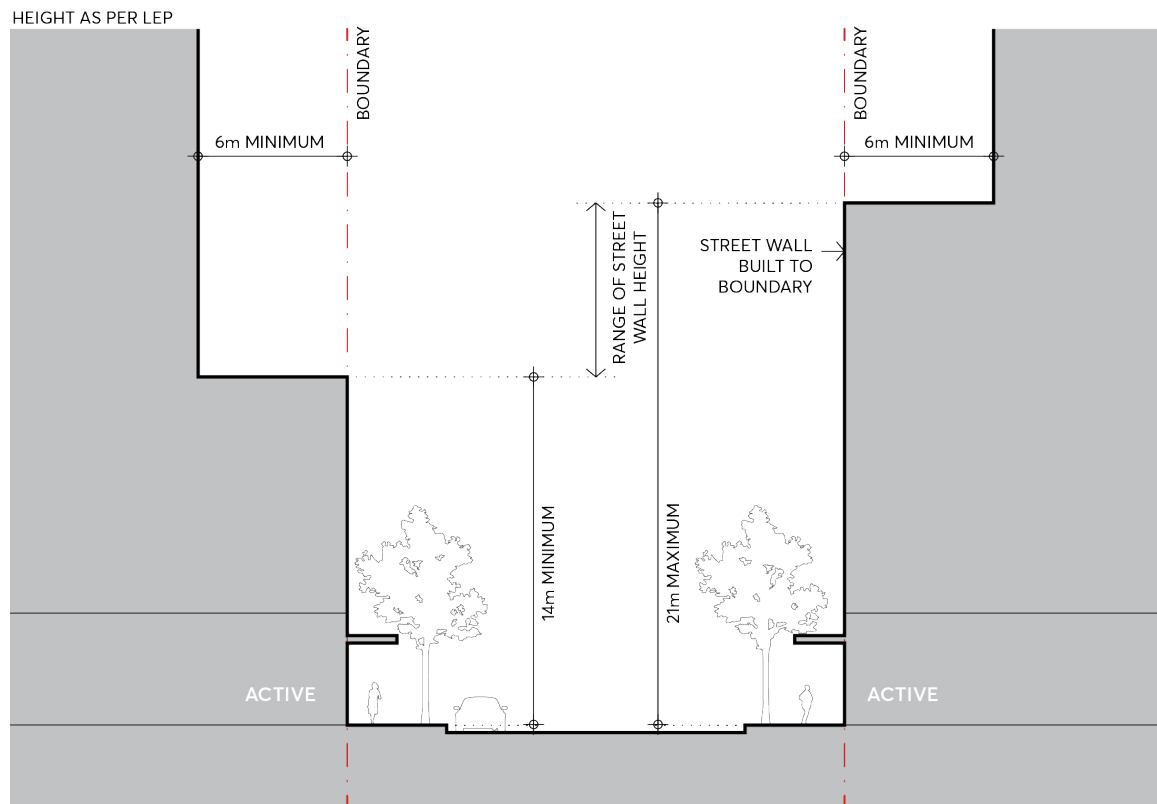 HEIGHT AS PER LEP
BOUNDARY
BOUNDARY
6m MINIMUM
6m MINIMUM
RANGE OF STREET
WALL HEIGHT
STREET WALL
BUILT TO
BOUNDARY
14m MINIMUM
21m MAXIMUM
ACTIVE
ACTIVE